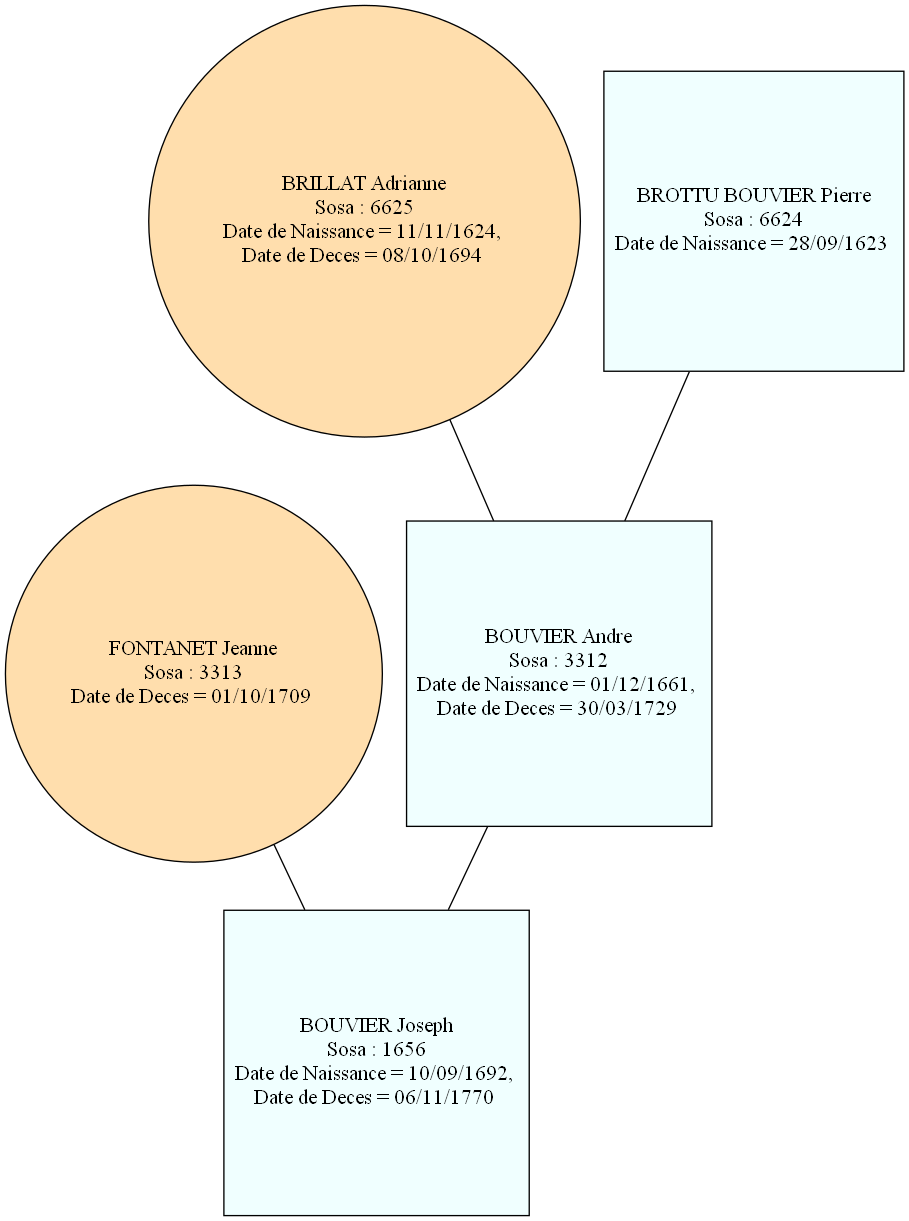 BRILLAT Adrianne
Sosa : 6625
Date de Naissance = 11/11/1624,
Date de Deces = 08/10/1694
BROTTU BOUVIER Pierre
Sosa : 6624
Date de Naissance = 28/09/1623
FONTANET Jeanne
Sosa : 3313
Date de Deces = 01/10/1709
BOUVIER Andre
Sosa : 3312
Date de Naissance = 01/12/1661,
Date de Deces = 30/03/1729
BOUVIER Joseph
Sosa : 1656
Date de Naissance = 10/09/1692,
Date de Deces = 06/11/1770